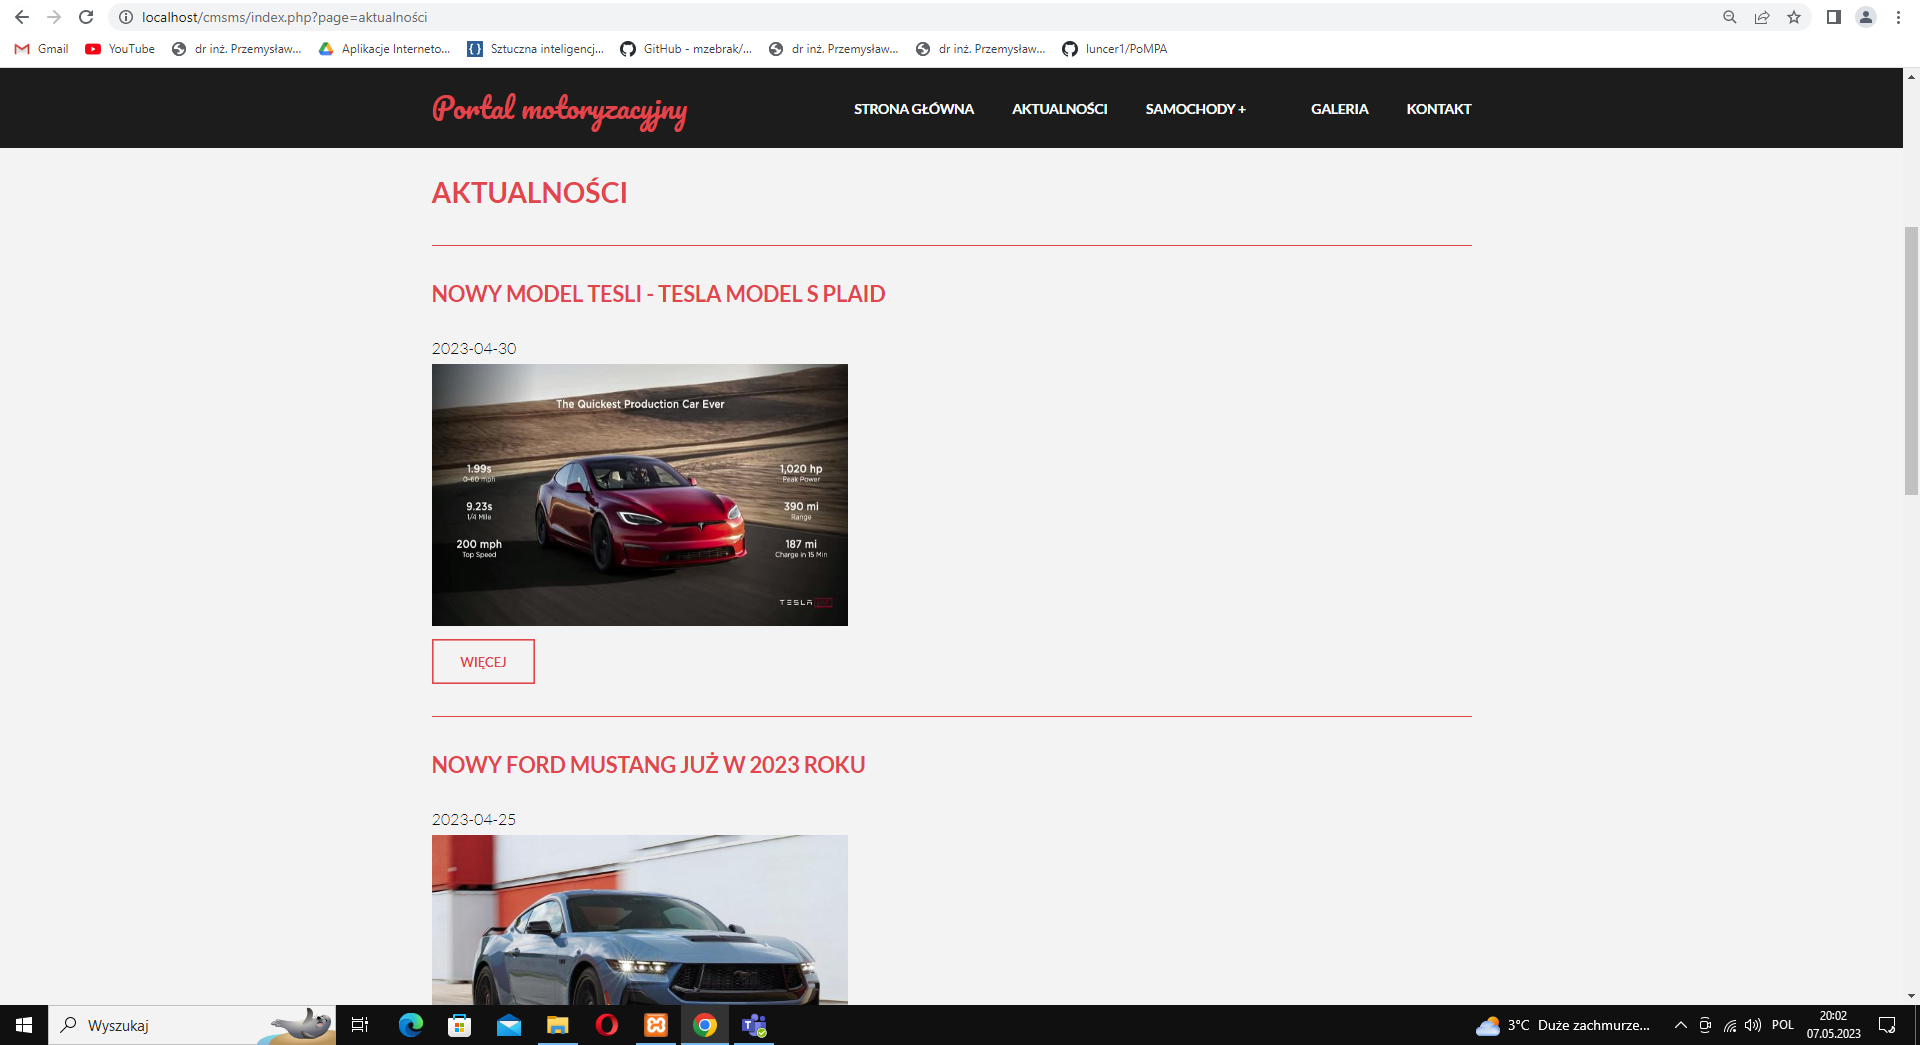 localhost/cmsms/index.php?page=aktualności
Gmail YouTube dr inż. Przemysław... Aplikacje Interneto... Sztuczna inteligencj... GitHub - mzebrak/... dr inż. Przemysław... dr inż. Przemysław... luncer1/PoMPA
Portal motoryzacyjny STRONA GŁÓWNA AKTUALNOŚCI SAMOCHODY + GALERIA KONTAKT
AKTUALNOŚCI
NOWY MODEL TESLI - TESLA MODEL S PLAID
2023-04-30
The Quickest Production Car Ever
1.99s
0-60 mph
9.23s
1/4 Mile
200 mph
Top Speed
1,020 hp
Peak Power
390 mi
Range
187 mi
Charge in 15 Min
TESLA
WIĘCEJ
NOWY FORD MUSTANG JUŻ W 2023 ROKU
2023-04-25
Wyszukaj
3°C Duże zachmurze... POL
20:02
07.05.2023